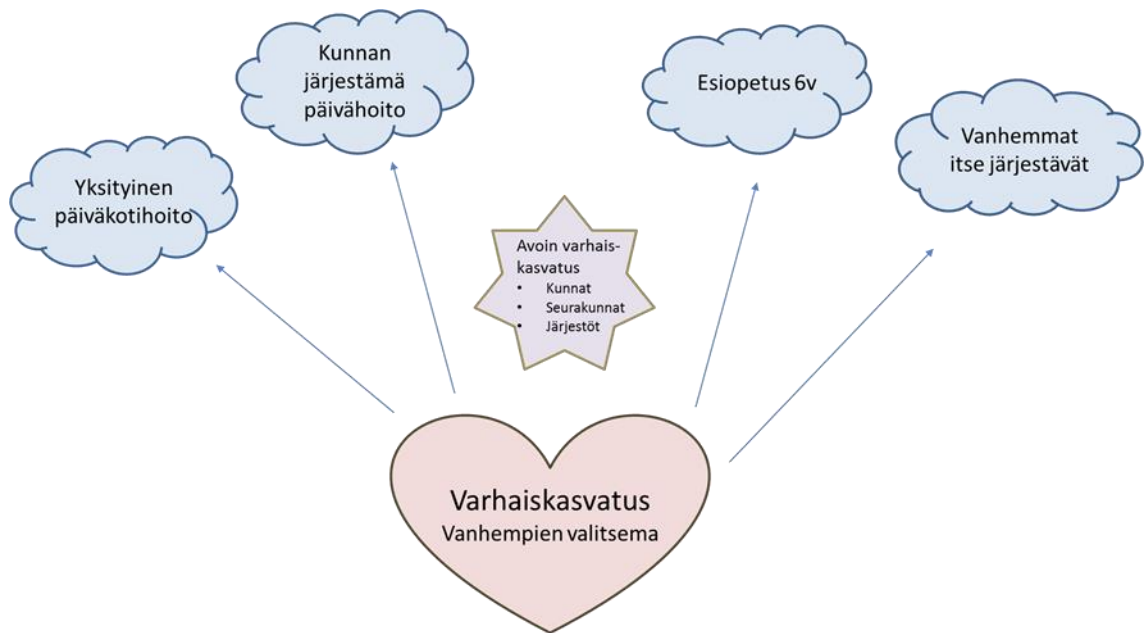 Kunnan
järjestämä
päivähoito
Esiopetus 6v
Vanhemmat
itse järjestävät
Yksityinen
päiväkotihoito
Avoin varhais-
kasvatus
• Kunnat
• Seurakunnat
• Järjestöt
Varhaiskasvatus
Vanhempien valitsema